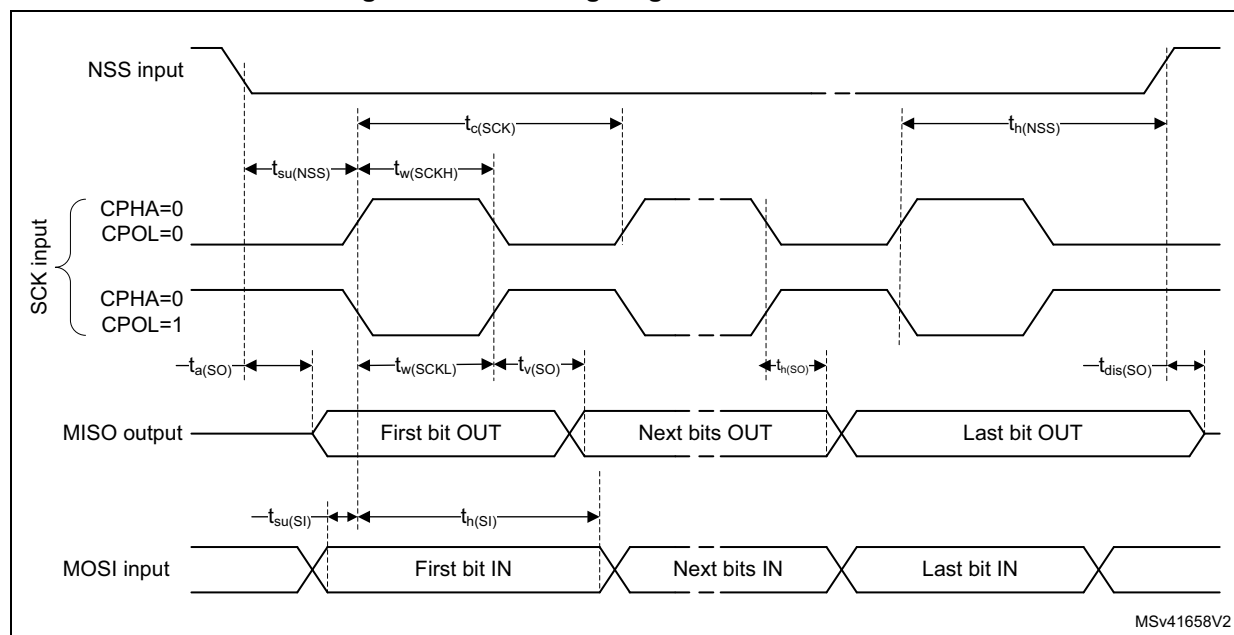 NSS input
tc(SCK)
th(NSS)
tsu(NSS)
tw(SCKH)
SCK input
CPHA=0
CPOL=0
CPHA=0
CPOL=1
ta(SO)
tw(SCKL)
tv(SO)
th(SO)
tdis(SO)
MISO output
First bit OUT
Next bits OUT
Last bit OUT
tsu(SI)
th(SI)
MOSI input
First bit IN
Next bits IN
Last bit IN
MSv41658V2